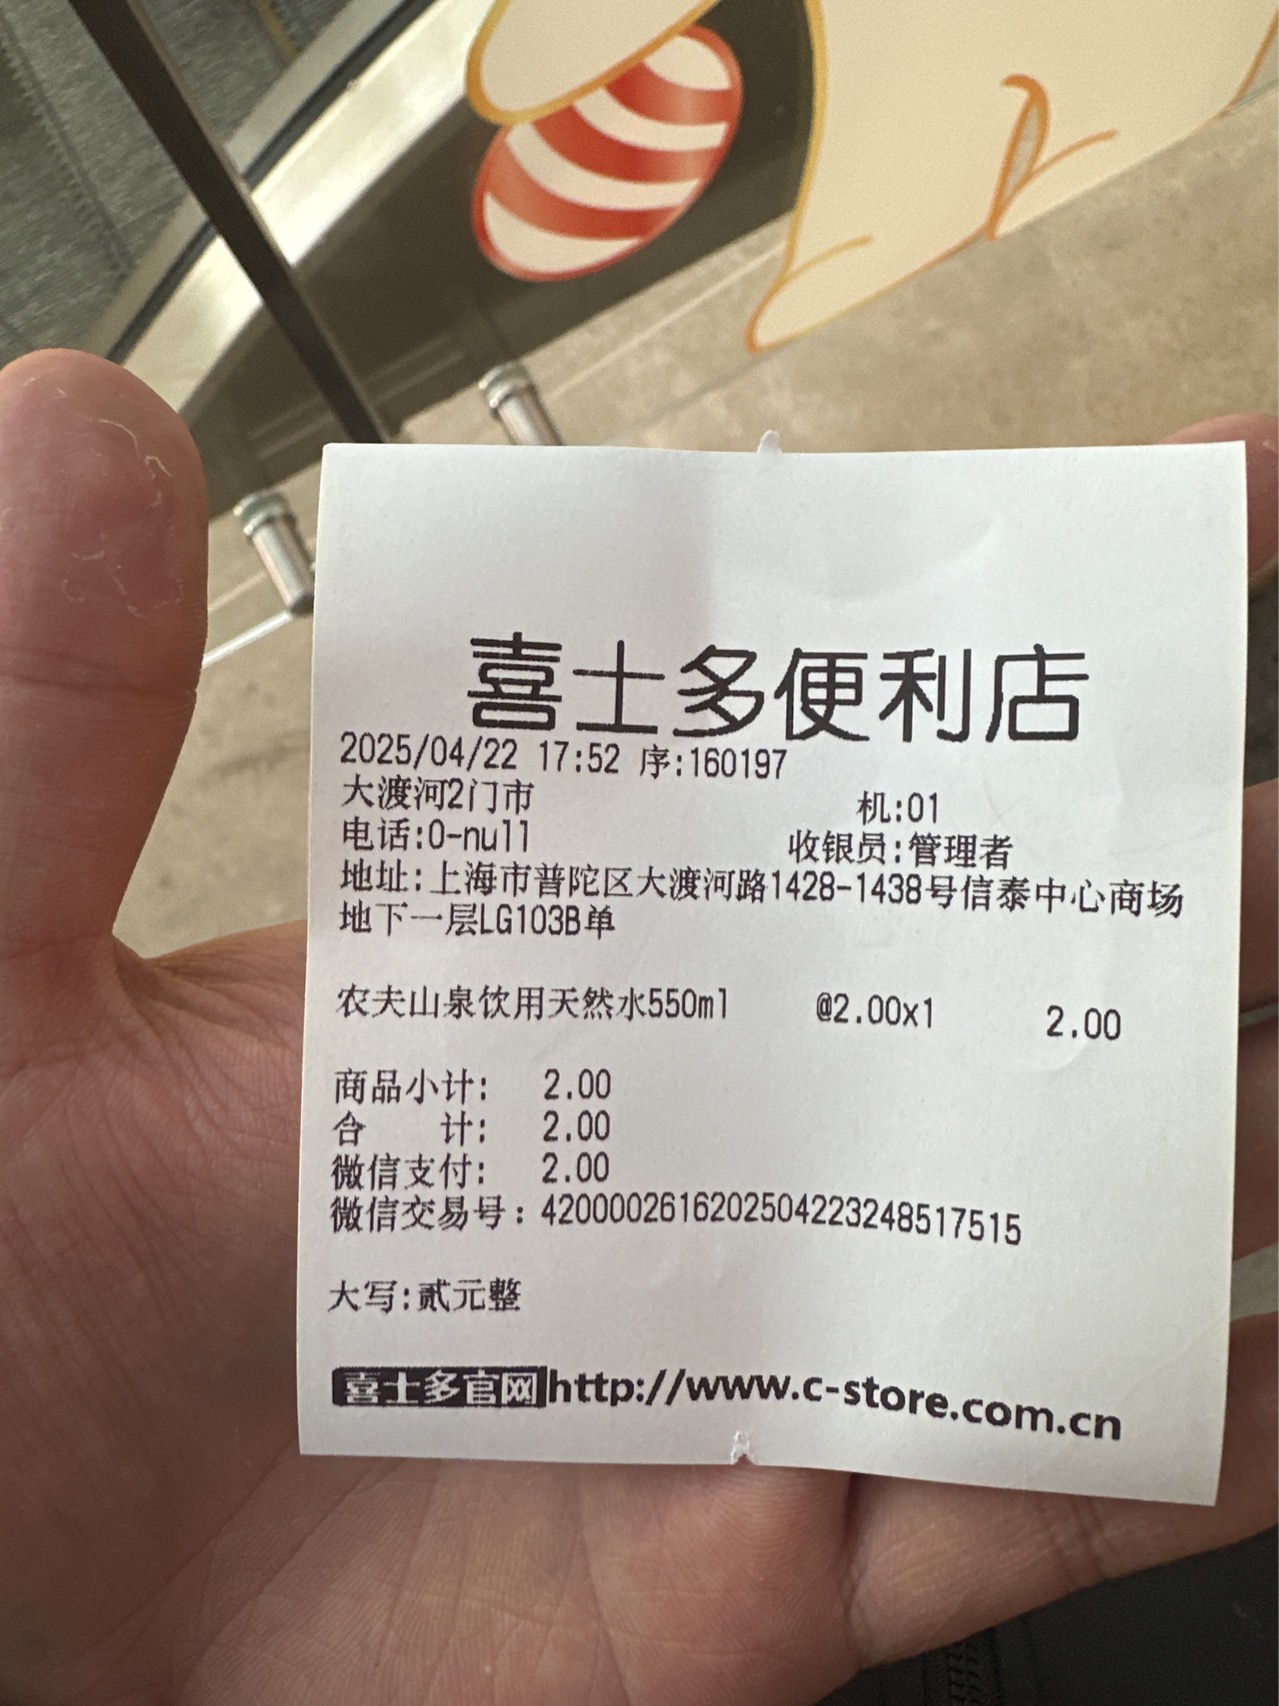 喜士多便利店
2025/04/22 17:52 序:160197
大渡河2门市 机:01
电话:0-null 收银员:管理者
地址:上海市普陀区大渡河路1428-1438号信泰中心商场
地下一层LG103B单
农夫山泉饮用天然水550ml @2.00x1 2.00
商品小计: 2.00
合 计: 2.00
微信支付: 2.00
微信交易号:4200002616202504223248517515
大写:贰元整
喜士多官网http://www.c-store.com.cn